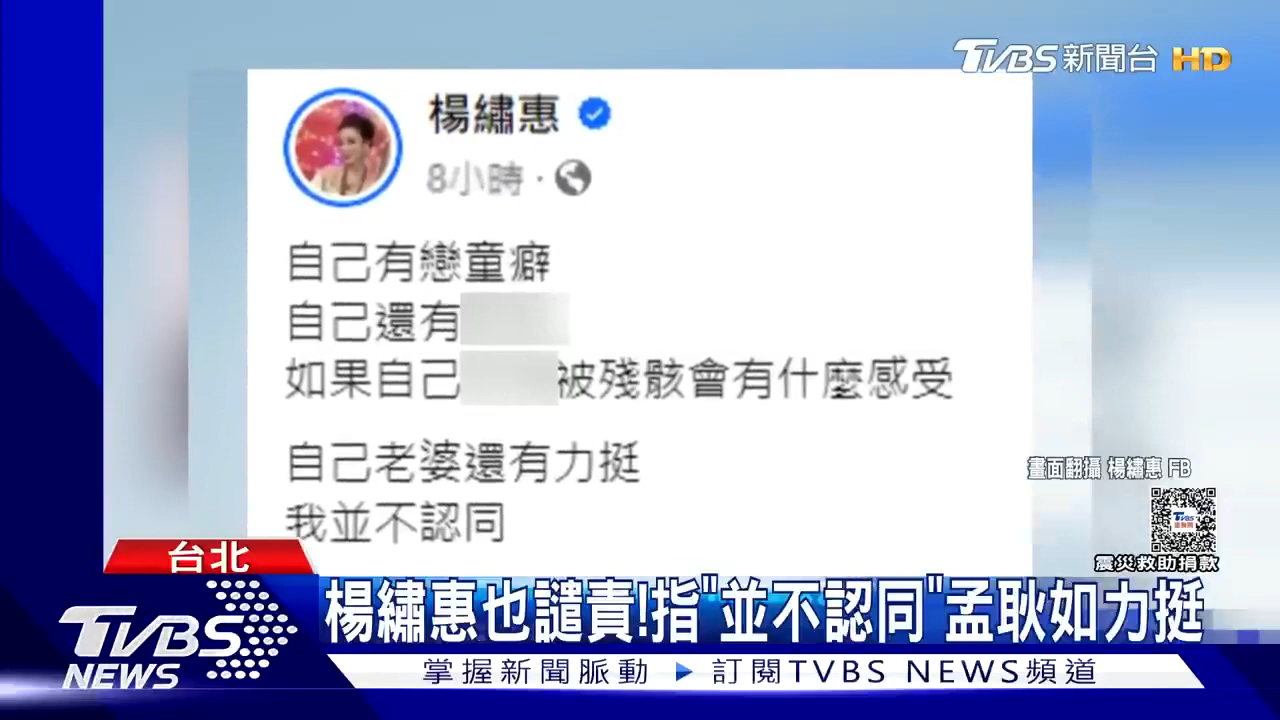 TVBS新聞台 HD
楊繡惠
8小時
自己有戀童癖
自己還有
如果自己 被殘骸會有什麼感受
自己老婆還有力挺
我並不認同
畫面翻攝 楊繡惠 FB
TVBS
震災救助捐款
台北
楊繡惠也譴責!指"並不認同"孟耿如力挺
TVBS NEWS
掌握新聞脈動 ▶ 訂閱TVBS NEWS頻道